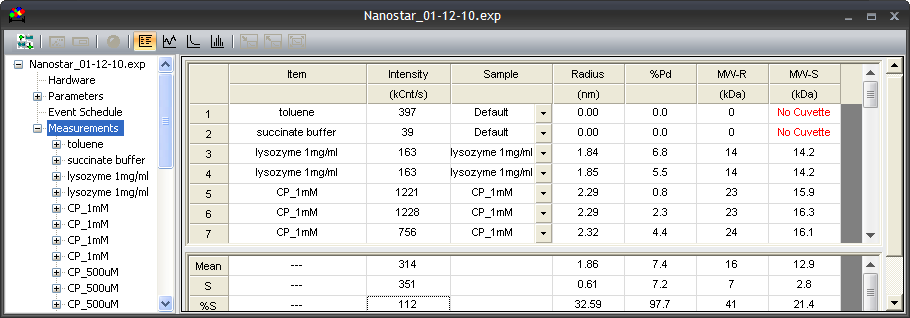 Nanostar_01-12-10.exp
Nanostar_01-12-10.exp
Hardware
Parameters
Event Schedule
Measurements
toluene
succinate buffer
lysozyme 1mg/ml
lysozyme 1mg/ml
CP_1mM
CP_1mM
CP_1mM
CP_1mM
CP_500uM
CP_500uM
CP_500uM
Item Intensity Sample Radius %Pd MW-R MW-S
(kCnt/s) (nm) (kDa) (kDa)
1 toluene 397 Default 0.00 0.0 0 No Cuvette
2 succinate buffer 39 Default 0.00 0.0 0 No Cuvette
3 lysozyme 1mg/ml 163 lysozyme 1mg/ml 1.84 6.8 14 14.2
4 lysozyme 1mg/ml 163 lysozyme 1mg/ml 1.85 5.5 14 14.2
5 CP_1mM 1221 CP_1mM 2.29 0.8 23 15.9
6 CP_1mM 1228 CP_1mM 2.29 2.3 23 16.3
7 CP_1mM 756 CP_1mM 2.32 4.4 24 16.1
Mean --- 314 1.86 7.4 16 12.9
S --- 351 0.61 7.2 7 2.8
%S --- 112 32.59 97.7 41 21.4